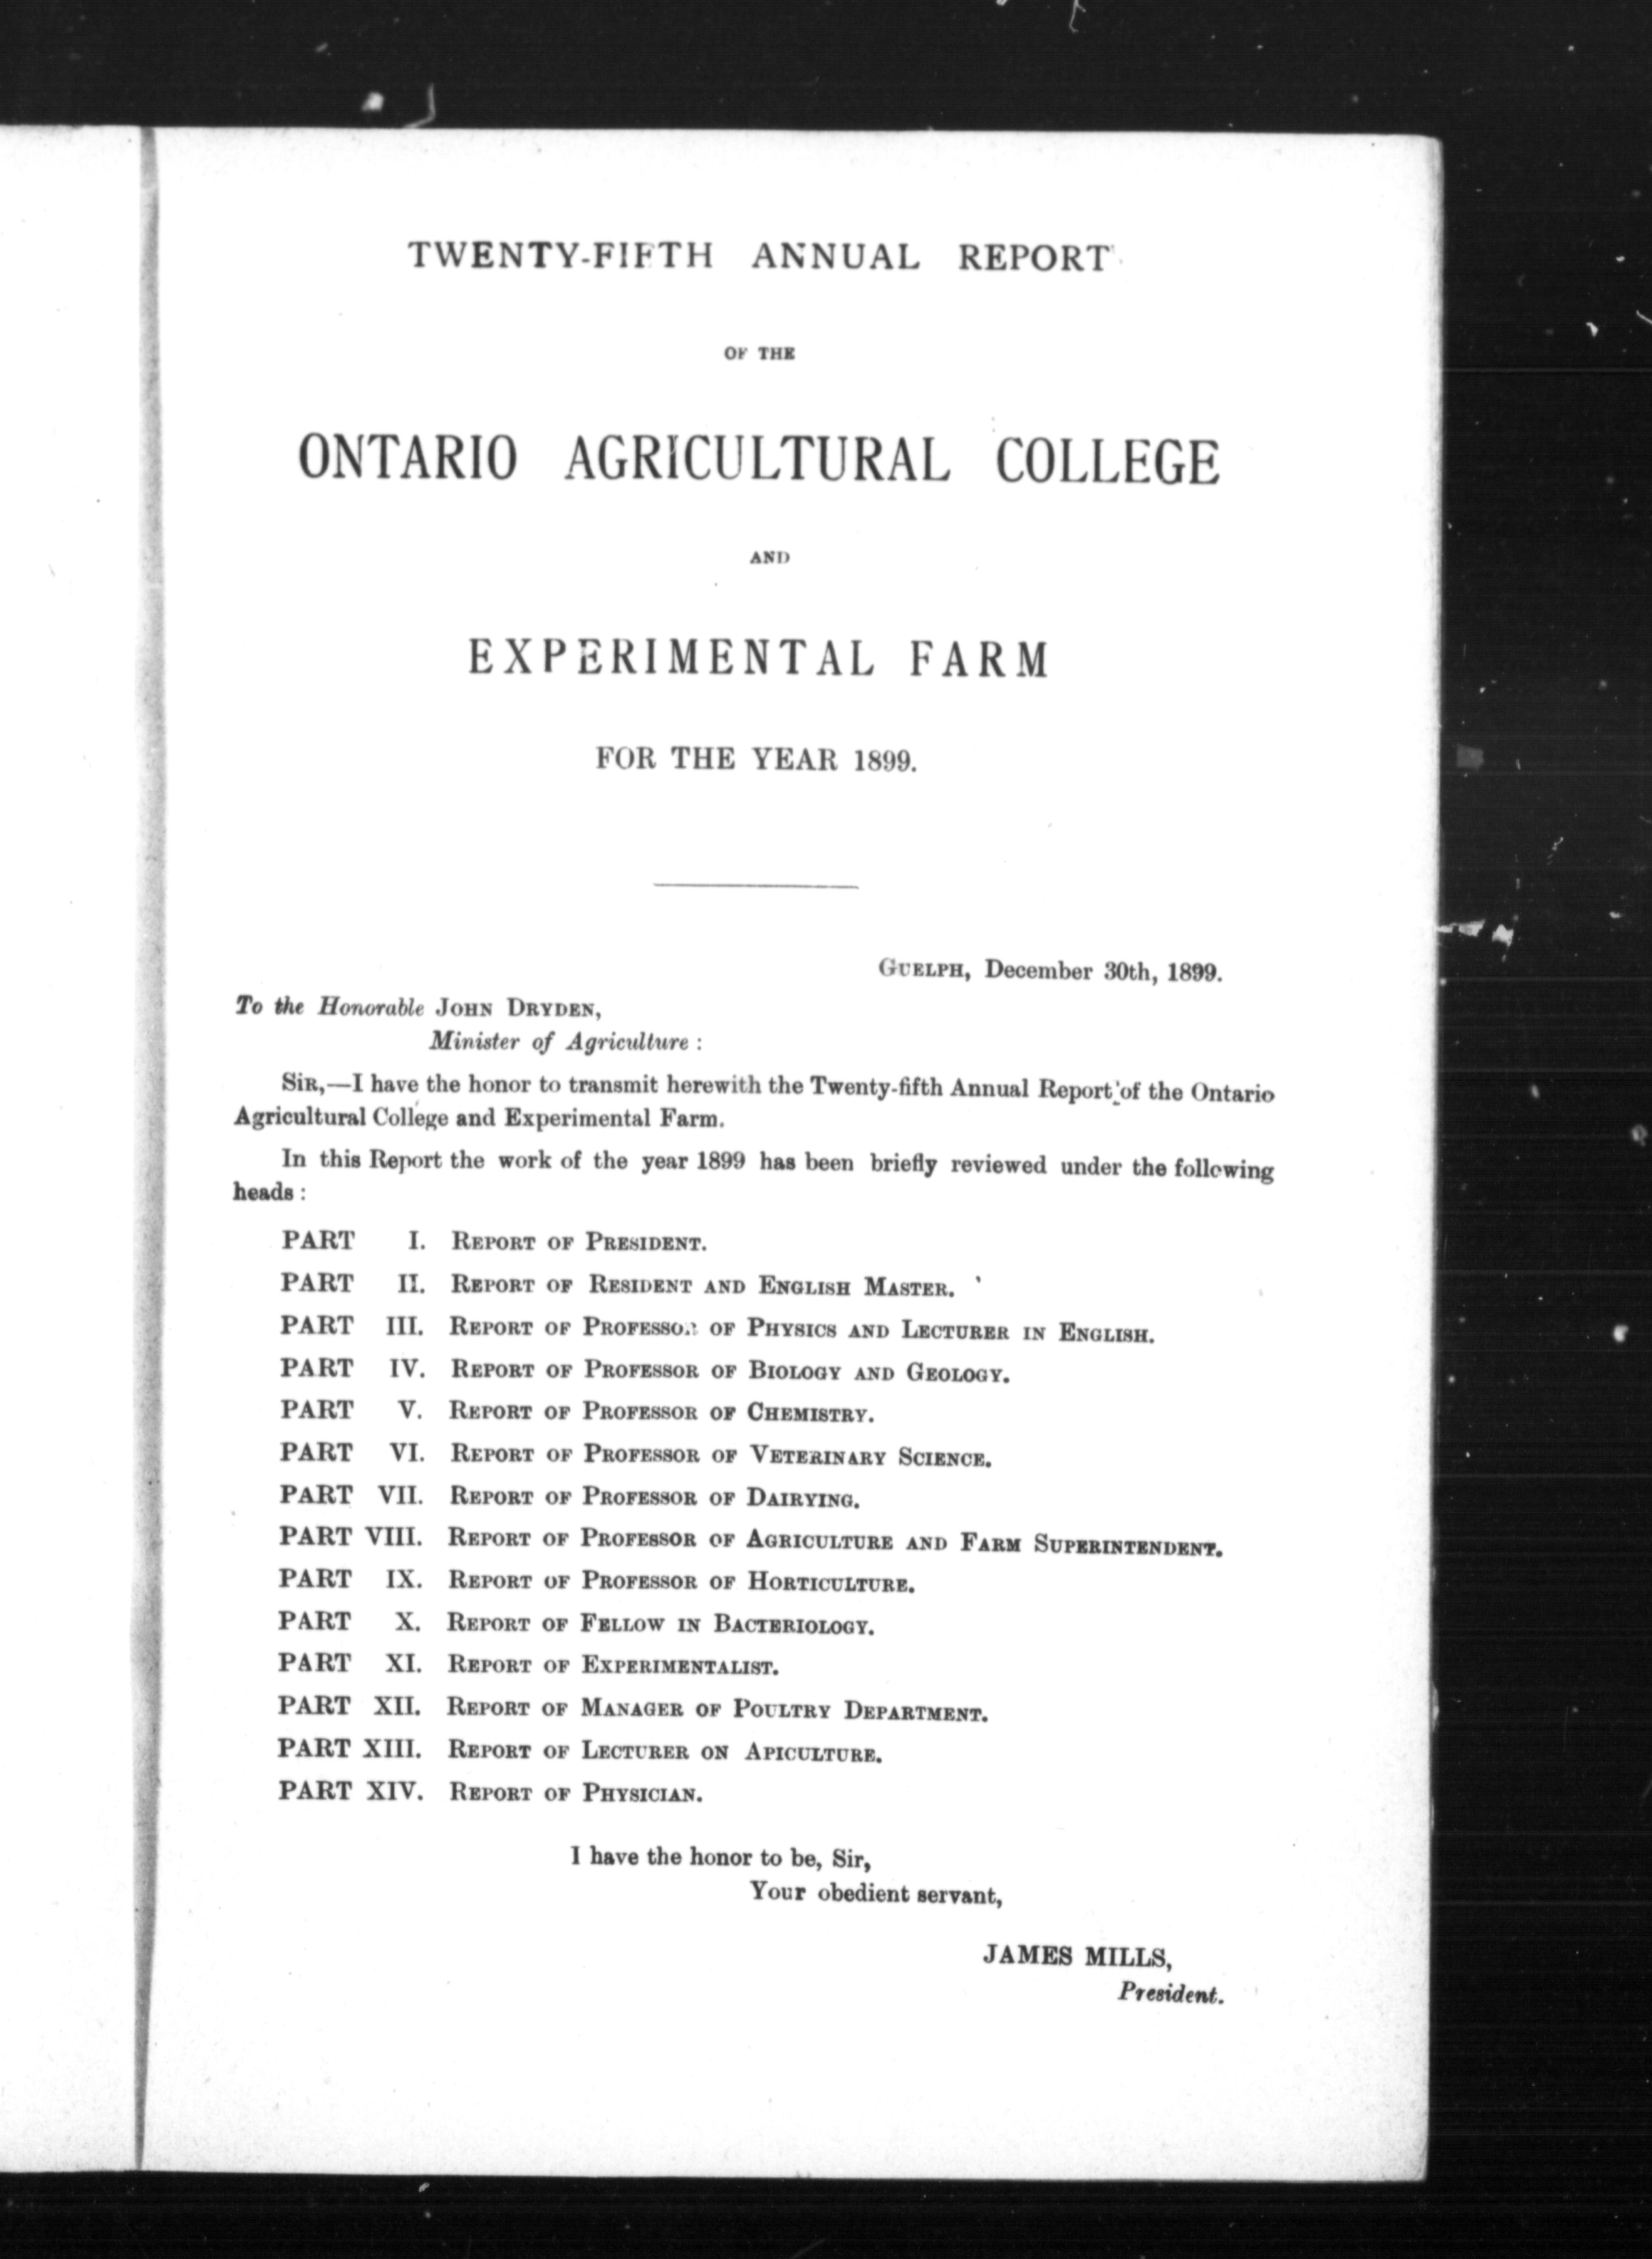 TWENTY-FIFTH ANNUAL REPORT
OF THE
ONTARIO AGRICULTURAL COLLEGE
AND
EXPERIMENTAL FARM
FOR THE YEAR 1899.
GUELPH, December 30th, 1899.
To the Honorable JOHN DRYDEN,
Minister of Agriculture :
SIR,—I have the honor to transmit herewith the Twenty-fifth Annual Report of the Ontario
Agricultural College and Experimental Farm.
In this Report the work of the year 1899 has been briefly reviewed under the following
heads :
PART I. REPORT OF PRESIDENT.
PART II. REPORT OF RESIDENT AND ENGLISH MASTER.
PART III. REPORT OF PROFESSOR OF PHYSICS AND LECTURER IN ENGLISH.
PART IV. REPORT OF PROFESSOR OF BIOLOGY AND GEOLOGY.
PART V. REPORT OF PROFESSOR OF CHEMISTRY.
PART VI. REPORT OF PROFESSOR OF VETERINARY SCIENCE.
PART VII. REPORT OF PROFESSOR OF DAIRYING.
PART VIII. REPORT OF PROFESSOR OF AGRICULTURE AND FARM SUPERINTENDENT.
PART IX. REPORT OF PROFESSOR OF HORTICULTURE.
PART X. REPORT OF FELLOW IN BACTERIOLOGY.
PART XI. REPORT OF EXPERIMENTALIST.
PART XII. REPORT OF MANAGER OF POULTRY DEPARTMENT.
PART XIII. REPORT OF LECTURER ON APICULTURE.
PART XIV. REPORT OF PHYSICIAN.
I have the honor to be, Sir,
Your obedient servant,
JAMES MILLS,
President.